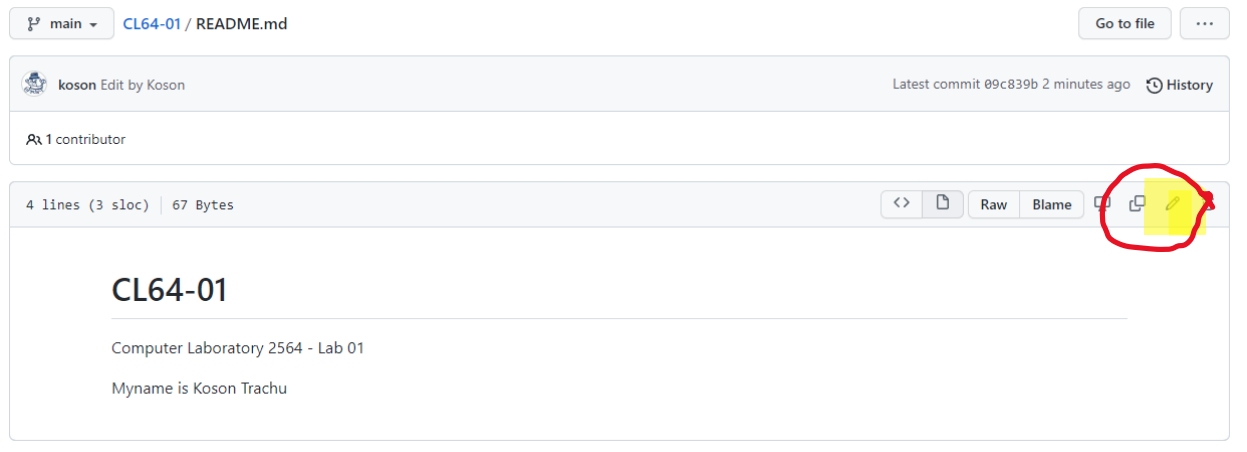 main CL64-01 / README.md Go to file ...
koson Edit by Koson Latest commit 09c839b 2 minutes ago History
1 contributor
4 lines (3 sloc) 67 Bytes <> Raw Blame
CL64-01
Computer Laboratory 2564 - Lab 01
Myname is Koson Trachu